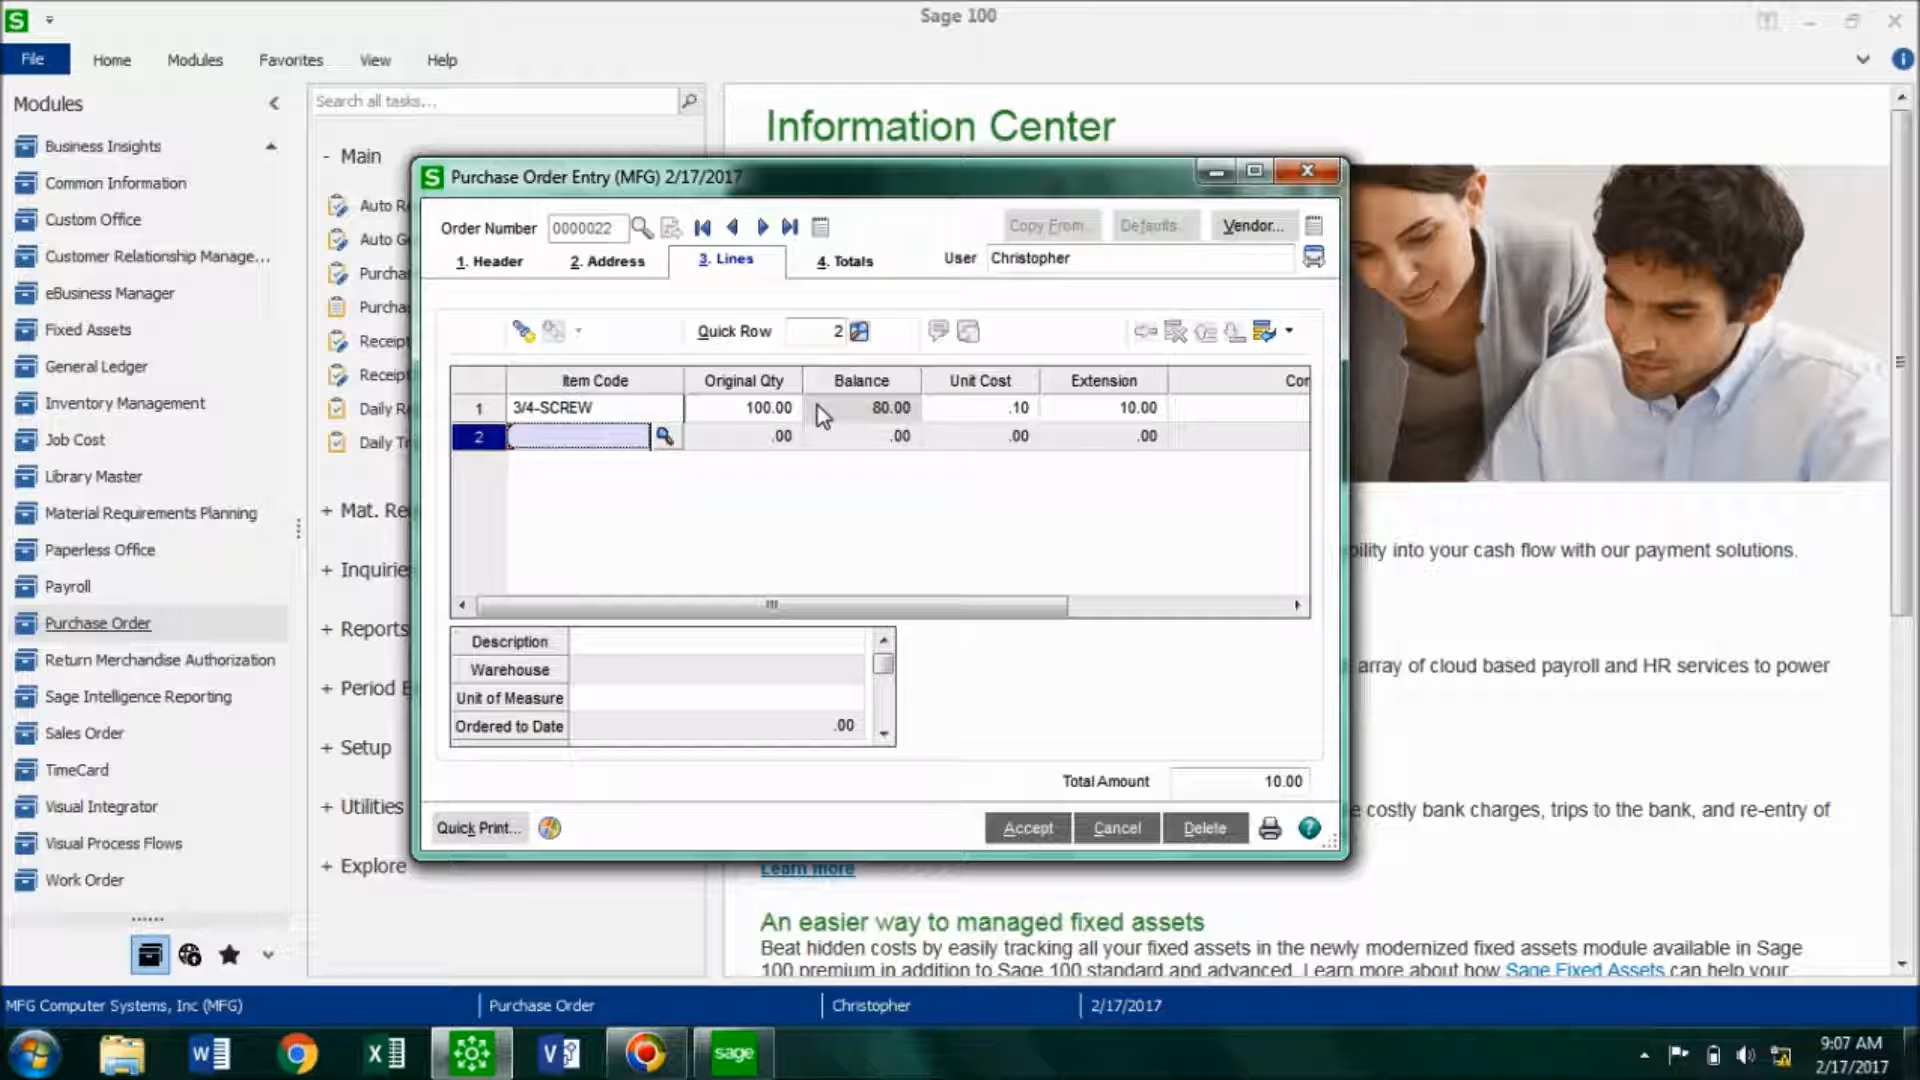 Sage 100
File Home Modules Favorites View Help
Modules
Business Insights
Common Information
Custom Office
Customer Relationship Manage...
eBusiness Manager
Fixed Assets
General Ledger
Inventory Management
Job Cost
Library Master
Material Requirements Planning
Paperless Office
Payroll
Purchase Order
Return Merchandise Authorization
Sage Intelligence Reporting
Sales Order
TimeCard
Visual Integrator
Visual Process Flows
Work Order
Search all tasks...
- Main
Auto Re
Auto Ge
Purchas
Purchas
Receipt
Receipt
Daily Re
Daily Tr
+ Mat. Re
+ Inquirie
+ Reports
+ Period E
+ Setup
+ Utilities
+ Explore
Information Center
Purchase Order Entry (MFG) 2/17/2017
Order Number 0000022 Copy From... Defaults... Vendor...
1. Header 2. Address 3. Lines 4. Totals User Christopher
Quick Row 2
Item Code Original Qty Balance Unit Cost Extension Cor
1 3/4-SCREW 100.00 80.00 .10 10.00
2 .00 .00 .00 .00
Description
Warehouse
Unit of Measure
Ordered to Date .00
Total Amount 10.00
Quick Print... Accept Cancel Delete
bility into your cash flow with our payment solutions.
array of cloud based payroll and HR services to power
e costly bank charges, trips to the bank, and re-entry of
Learn more
An easier way to managed fixed assets
Beat hidden costs by easily tracking all your fixed assets in the newly modernized fixed assets module available in Sage
100 premium in addition to Sage 100 standard and advanced. Learn more about how Sage Fixed Assets can help your
MFG Computer Systems, Inc (MFG) Purchase Order Christopher 2/17/2017
sage
9:07 AM
2/17/2017